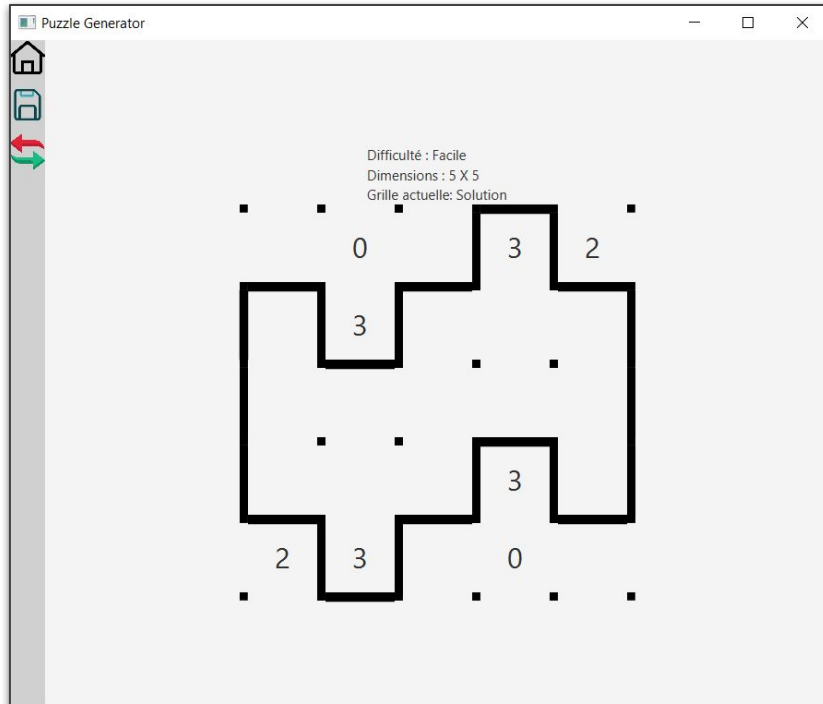 Puzzle Generator
Difficulté : Facile
Dimensions : 5 X 5
Grille actuelle: Solution
0 3 2
3
3
2 3 0